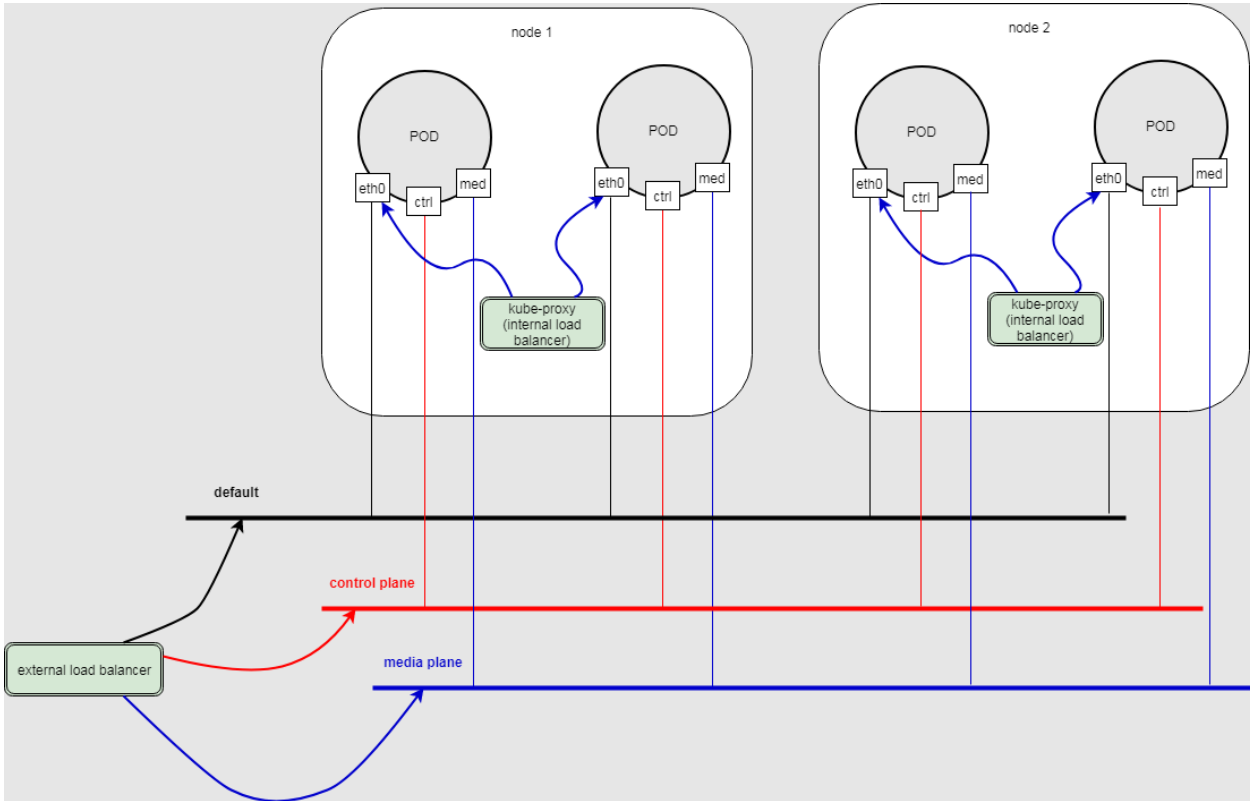 node 1
node 2
POD
POD
POD
POD
eth0
ctrl
med
eth0
ctrl
med
eth0
ctrl
med
eth0
ctrl
med
kube-proxy
(internal load
balancer)
kube-proxy
(internal load
balancer)
default
control plane
external load balancer
media plane